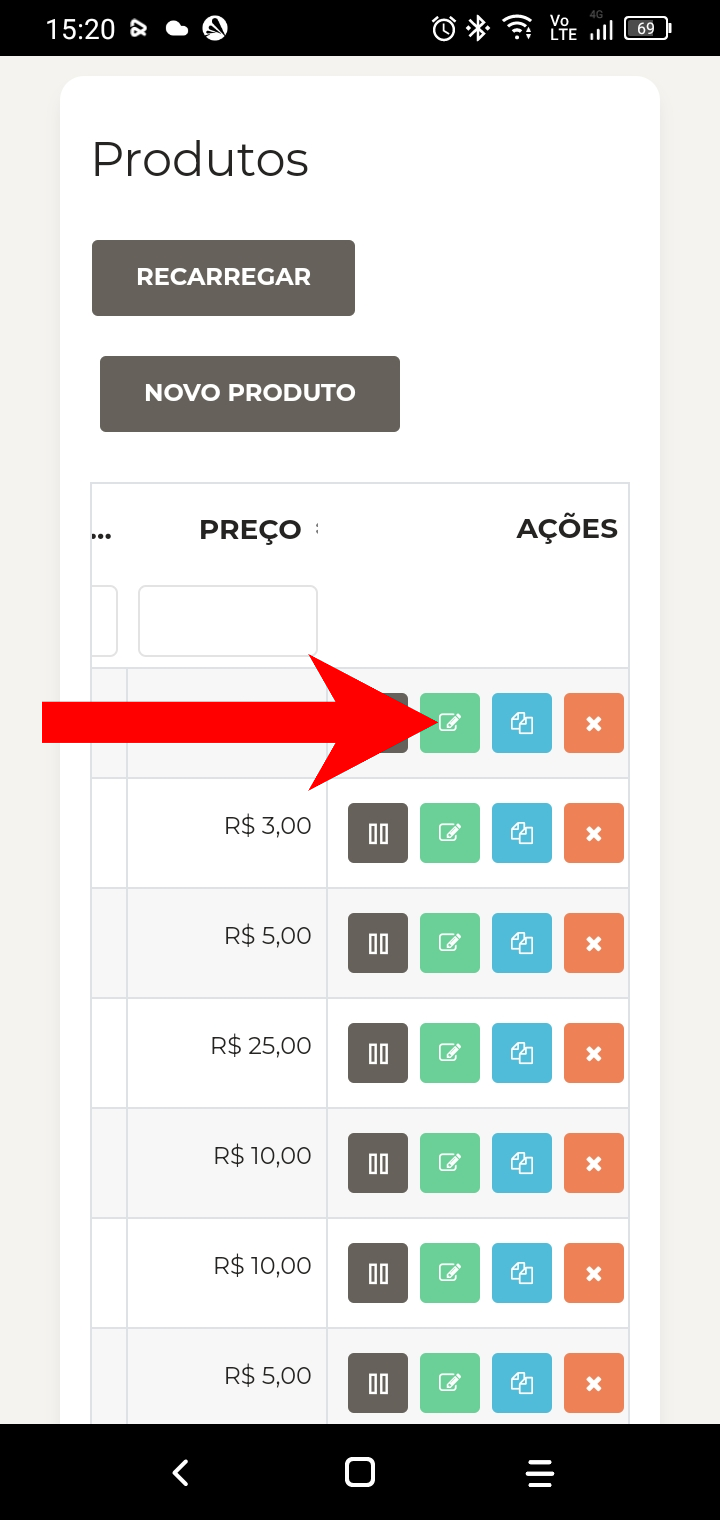 15:20
Vo
LTE
4G
69
Produtos
RECARREGAR
NOVO PRODUTO
... PREÇO AÇÕES
R$ 3,00
R$ 5,00
R$ 25,00
R$ 10,00
R$ 10,00
R$ 5,00